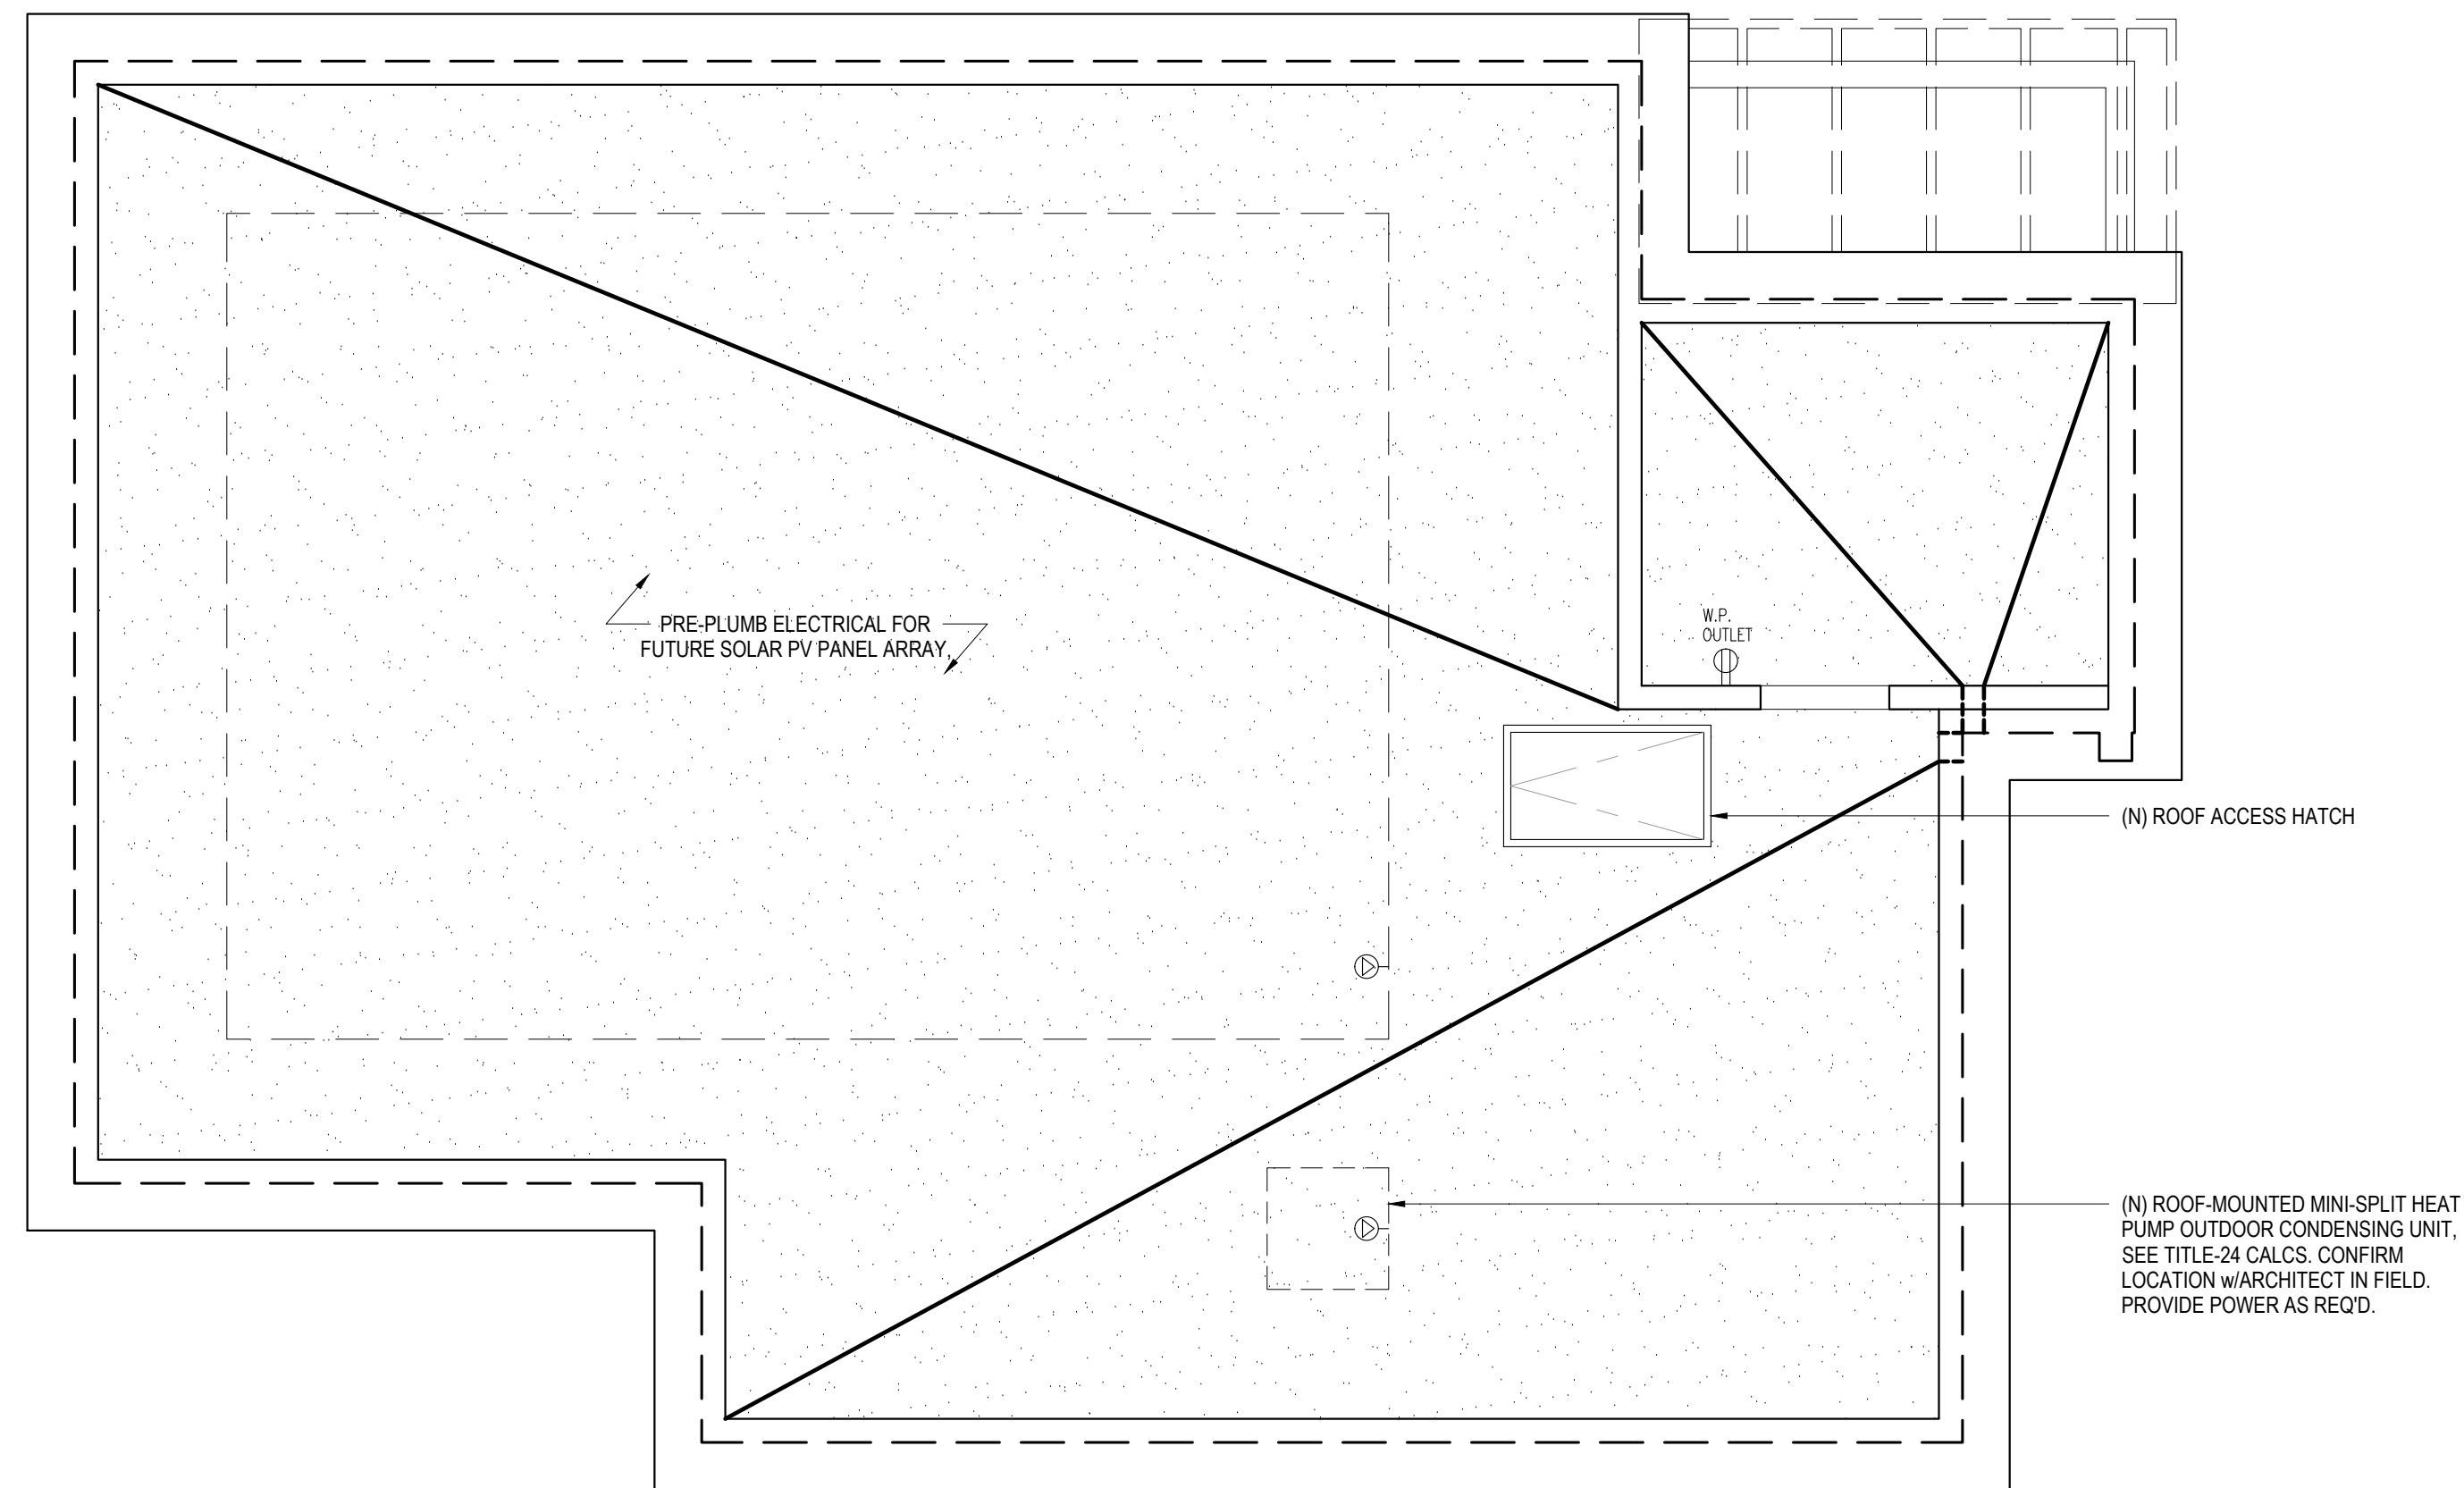 PRE-PLUMB ELECTRICAL FOR
FUTURE SOLAR PV PANEL ARRAY,
W.P.
OUTLET
(N) ROOF ACCESS HATCH
(N) ROOF-MOUNTED MINI-SPLIT HEAT
PUMP OUTDOOR CONDENSING UNIT,
SEE TITLE-24 CALCS. CONFIRM
LOCATION w/ARCHITECT IN FIELD.
PROVIDE POWER AS REQ'D.